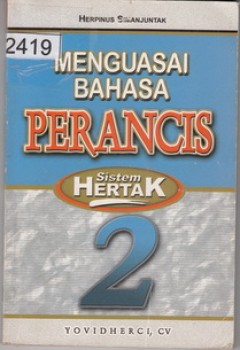 HERPINUS SIMANJUNTAK
2419
MENGUASAI
BAHASA
PERANCIS
Sistem
HERTAK
2
YOVIDHERCI, CV